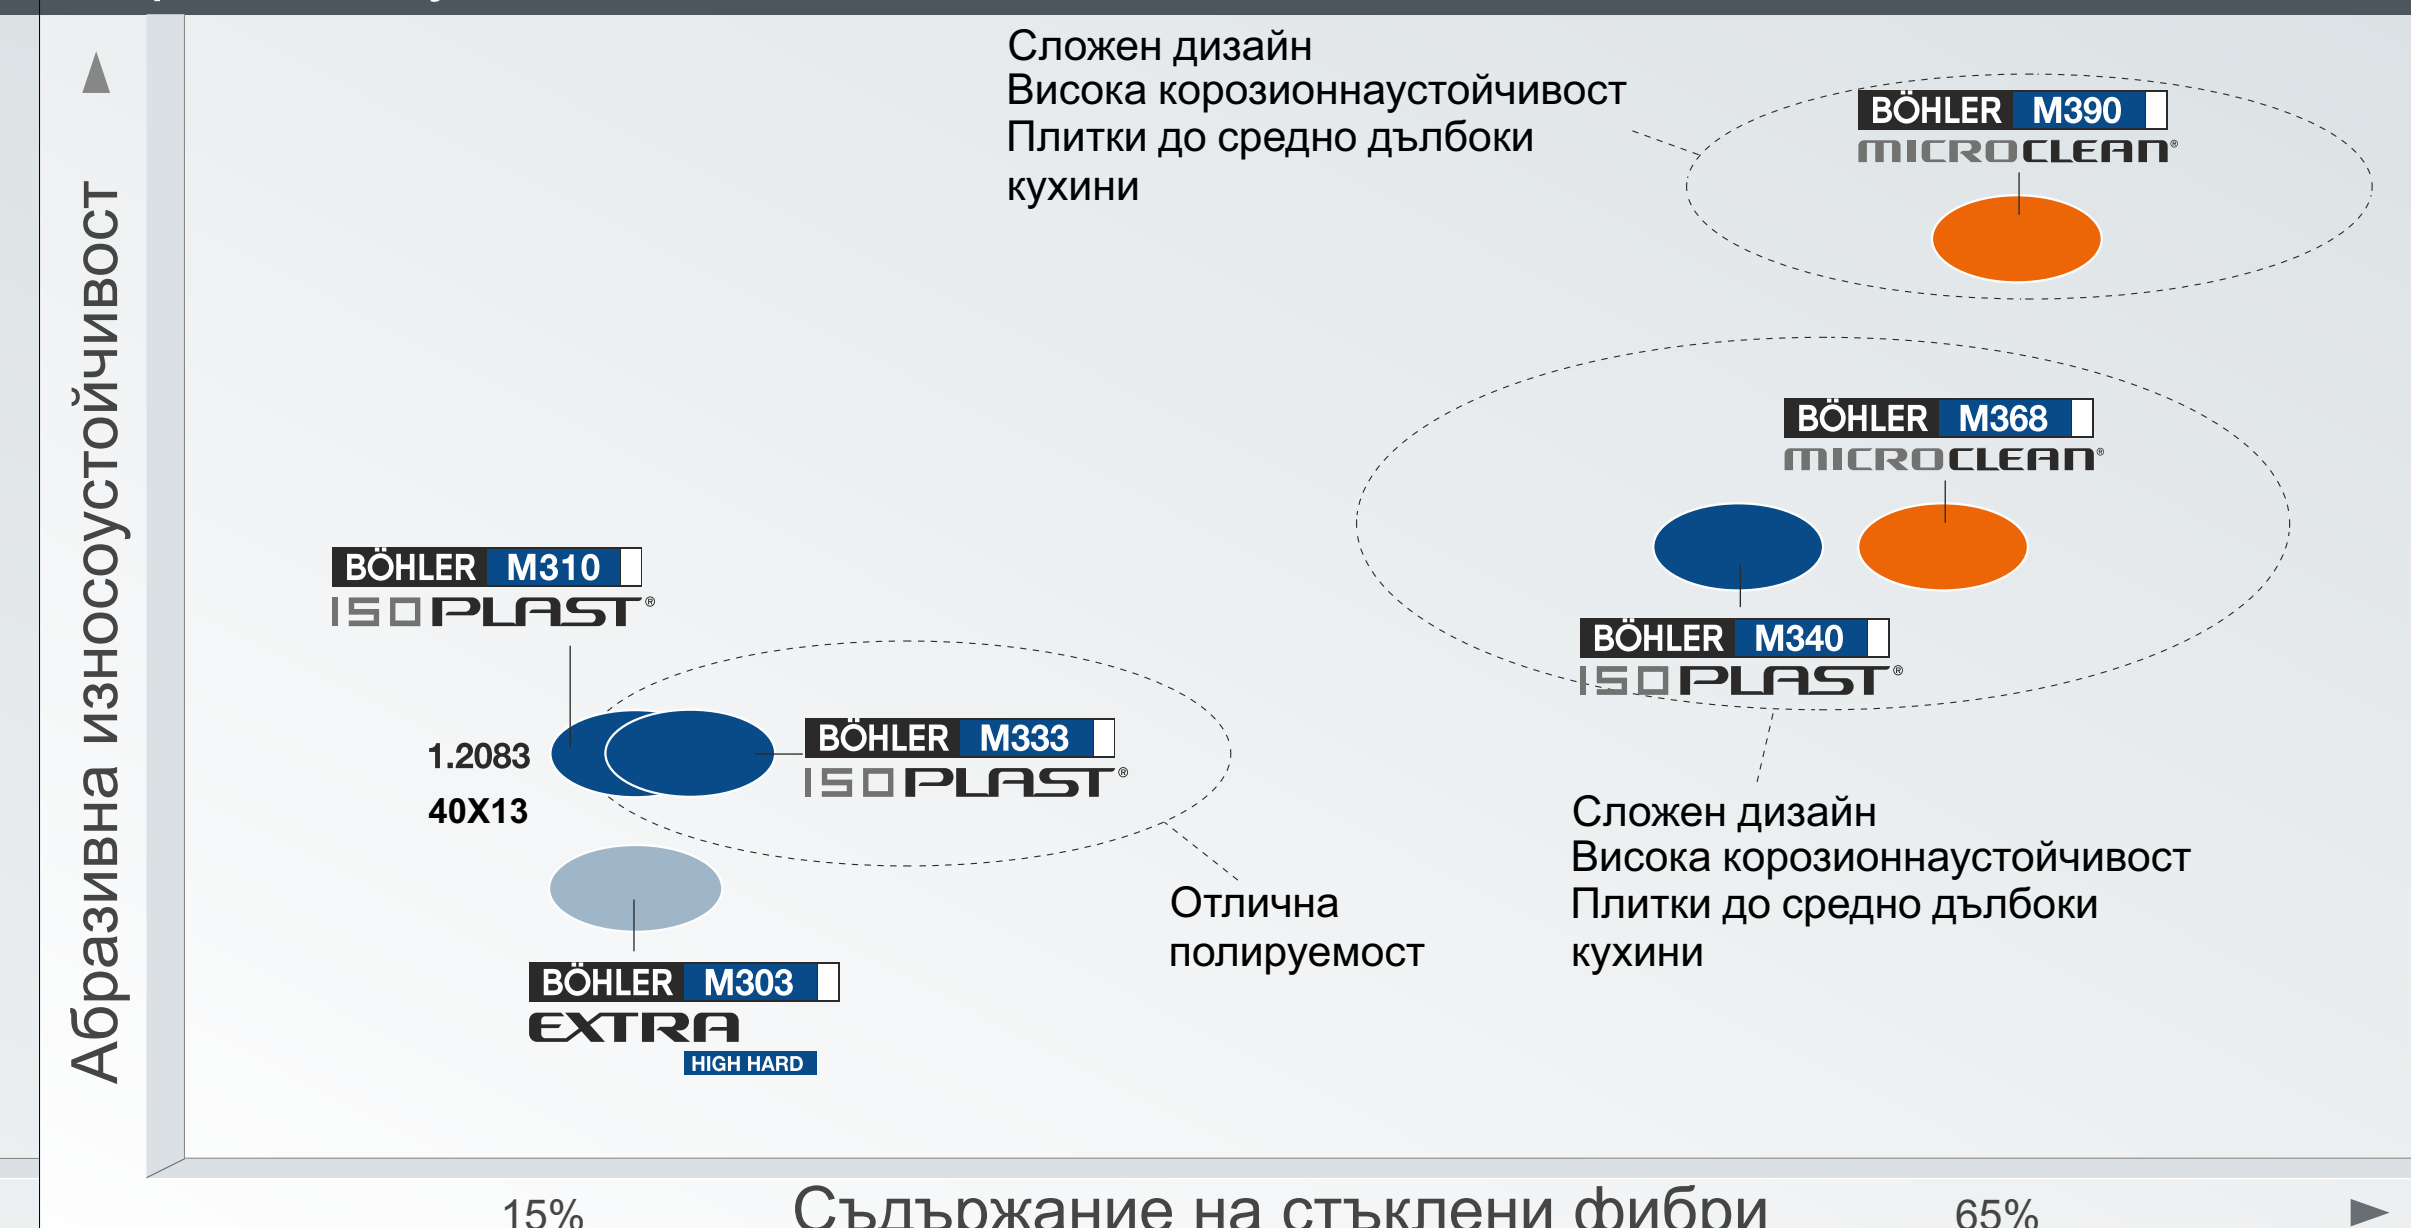 Абразивна износоустойчивост
Сложен дизайн
Висока корозионнаустойчивост
Плитки до средно дълбоки
кухини
BÖHLER M390
MICROCLEAN®
BÖHLER M368
MICROCLEAN®
BÖHLER M340
ISOPLAST®
BÖHLER M310
ISOPLAST®
1.2083
40X13
BÖHLER M333
ISOPLAST®
BÖHLER M303
EXTRA
HIGH HARD
Отлична
полируемост
Сложен дизайн
Висока корозионнаустойчивост
Плитки до средно дълбоки
кухини
15% Съдържание на стъклени фибри 65%